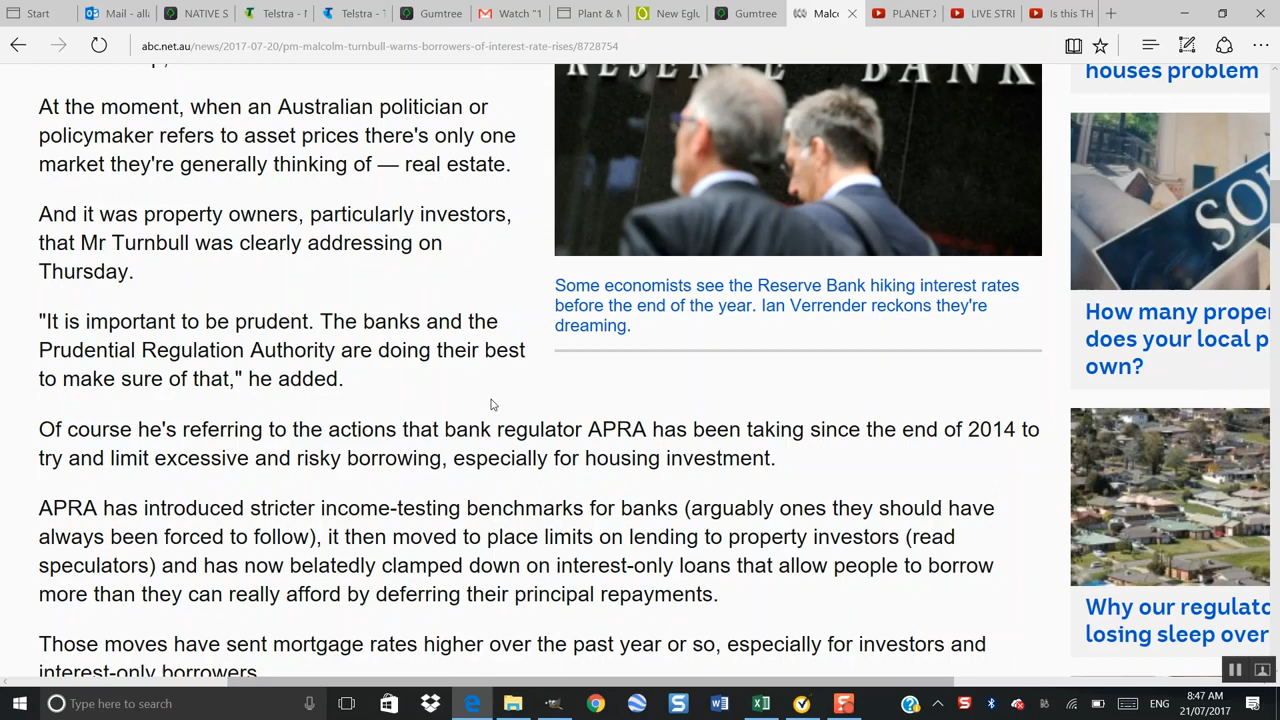 Start
Mail - alla
NATIVE S
Telstra - M
Telstra - T
Gumtree
Watch "1
Plant & M
New Eglu
Gumtree
Malco
PLANET X
LIVE STRE
Is this TH
abc.net.au/news/2017-07-20/pm-malcolm-turnbull-warns-borrowers-of-interest-rate-rises/8728754
RESERVE BANK
houses problem
At the moment, when an Australian politician or
policymaker refers to asset prices there's only one
market they're generally thinking of — real estate.
And it was property owners, particularly investors,
that Mr Turnbull was clearly addressing on
Thursday.
"It is important to be prudent. The banks and the
Prudential Regulation Authority are doing their best
to make sure of that," he added.
Some economists see the Reserve Bank hiking interest rates
before the end of the year. Ian Verrender reckons they're
dreaming.
Of course he's referring to the actions that bank regulator APRA has been taking since the end of 2014 to
try and limit excessive and risky borrowing, especially for housing investment.
APRA has introduced stricter income-testing benchmarks for banks (arguably ones they should have
always been forced to follow), it then moved to place limits on lending to property investors (read
speculators) and has now belatedly clamped down on interest-only loans that allow people to borrow
more than they can really afford by deferring their principal repayments.
Those moves have sent mortgage rates higher over the past year or so, especially for investors and
interest-only borrowers.
SO
How many proper
does your local p
own?
Why our regulato
losing sleep over
Type here to search
ENG
8:47 AM
21/07/2017